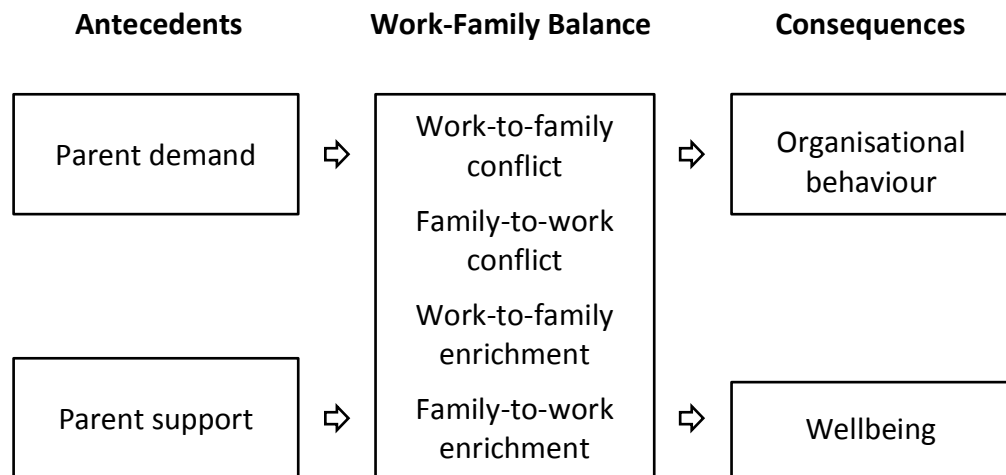 Antecedents
Work-Family Balance
Consequences
Parent demand
Work-to-family
conflict
Family-to-work
conflict
Work-to-family
enrichment
Family-to-work
enrichment
Organisational
behaviour
Parent support
Wellbeing